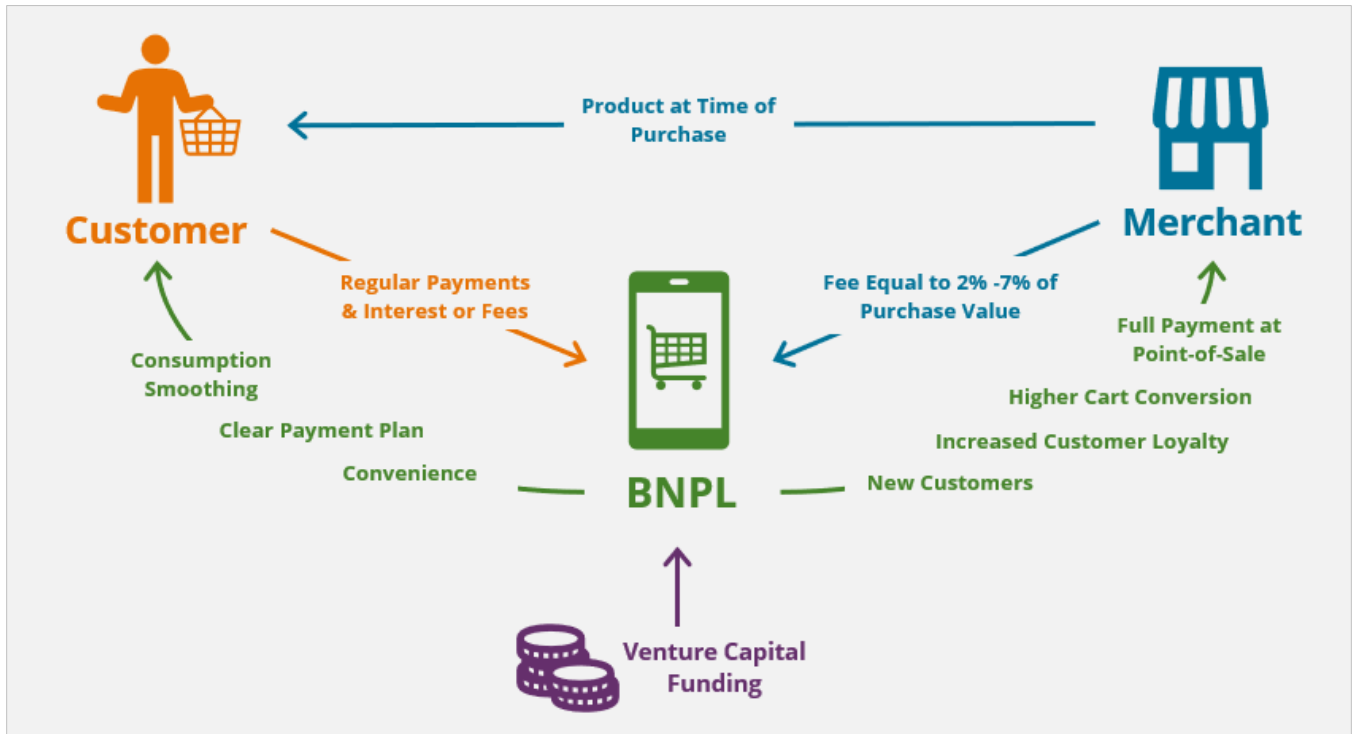 Product at Time of
Purchase
Customer
Merchant
Regular Payments
& Interest or Fees
Fee Equal to 2% -7% of
Purchase Value
Consumption
Smoothing
Clear Payment Plan
Convenience
BNPL
Full Payment at
Point-of-Sale
Higher Cart Conversion
Increased Customer Loyalty
New Customers
Venture Capital
Funding